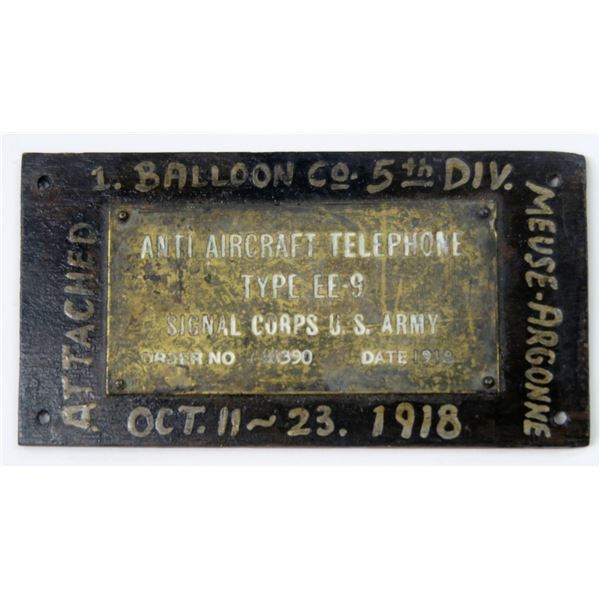 ATTACHED
1. BALLOON Co. 5th DIV.
MEUSE-ARGONNE
OCT. 11~23. 1918
ANTI AIRCRAFT TELEPHONE
TYPE EE-9
SIGNAL CORPS U.S. ARMY
ORDER NO DATE 1918